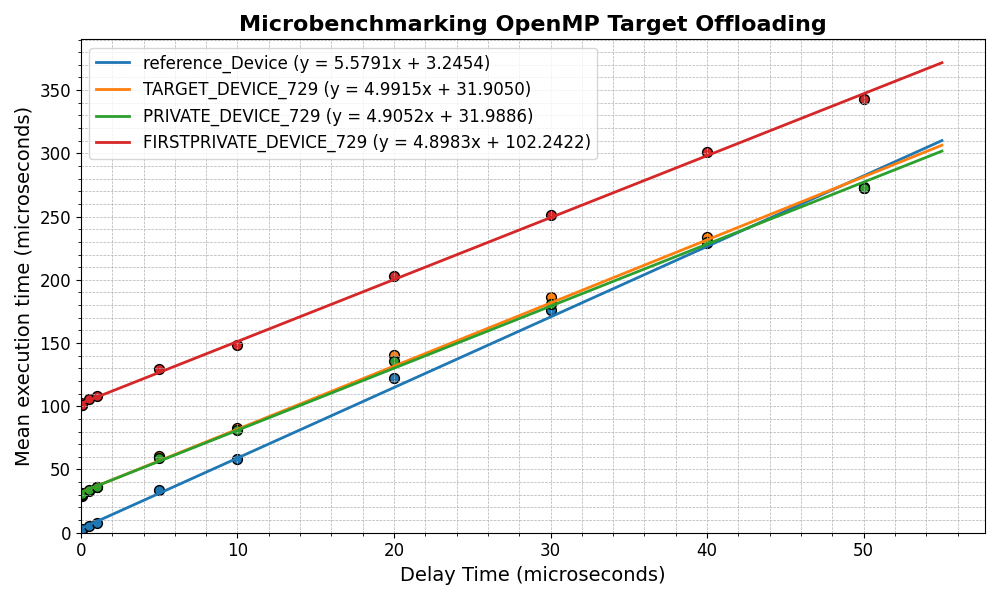 Microbenchmarking OpenMP Target Offloading
reference_Device (y = 5.5791x + 3.2454)
TARGET_DEVICE_729 (y = 4.9915x + 31.9050)
PRIVATE_DEVICE_729 (y = 4.9052x + 31.9886)
FIRSTPRIVATE_DEVICE_729 (y = 4.8983x + 102.2422)
Mean execution time (microseconds)
350
300
250
200
150
100
50
0
0 10 20 30 40 50
Delay Time (microseconds)